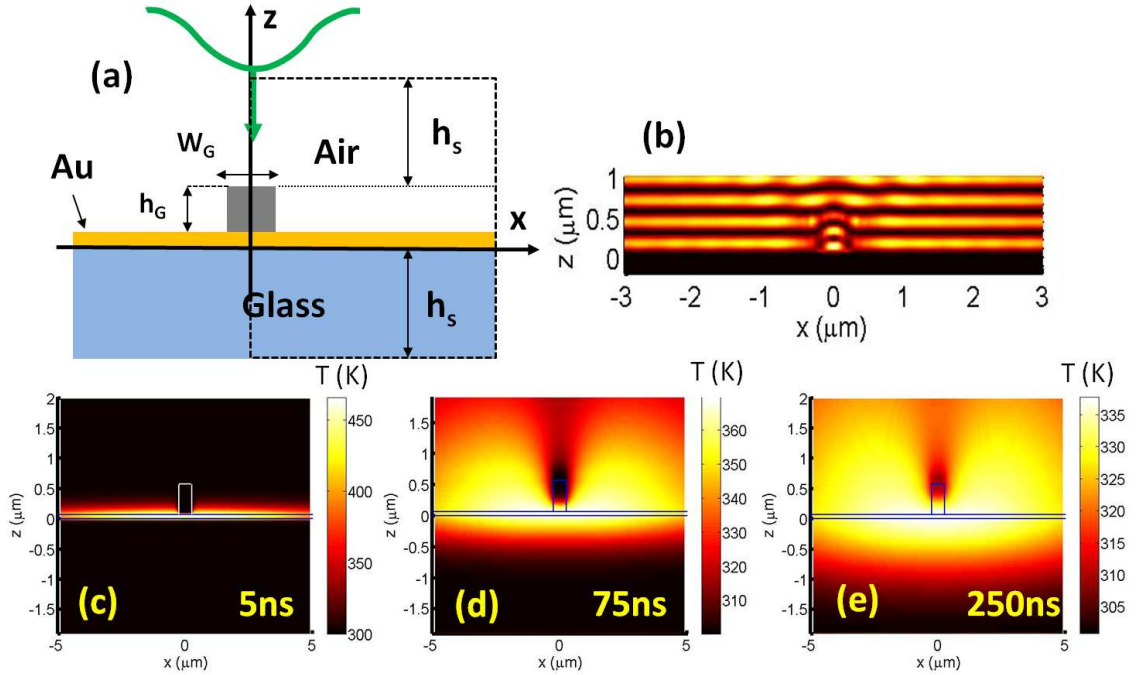 (a)
z
h_s
W_G
Air
Au
h_G
x
Glass
h_s
(b)
1
0.5
0
z (μm)
-3 -2 -1 0 1 2 3
x (μm)
T (K)
2
1.5
1
0.5
0
-0.5
-1
-1.5
z (μm)
450
400
350
300
(c) 5ns
-5 0 5
x (μm)
T (K)
2
1.5
1
0.5
0
-0.5
-1
-1.5
z (μm)
360
350
340
330
320
310
(d) 75ns
-5 0 5
x (μm)
T (K)
2
1.5
1
0.5
0
-0.5
-1
-1.5
z (μm)
335
330
325
320
315
310
305
(e) 250ns
-5 0 5
x (μm)